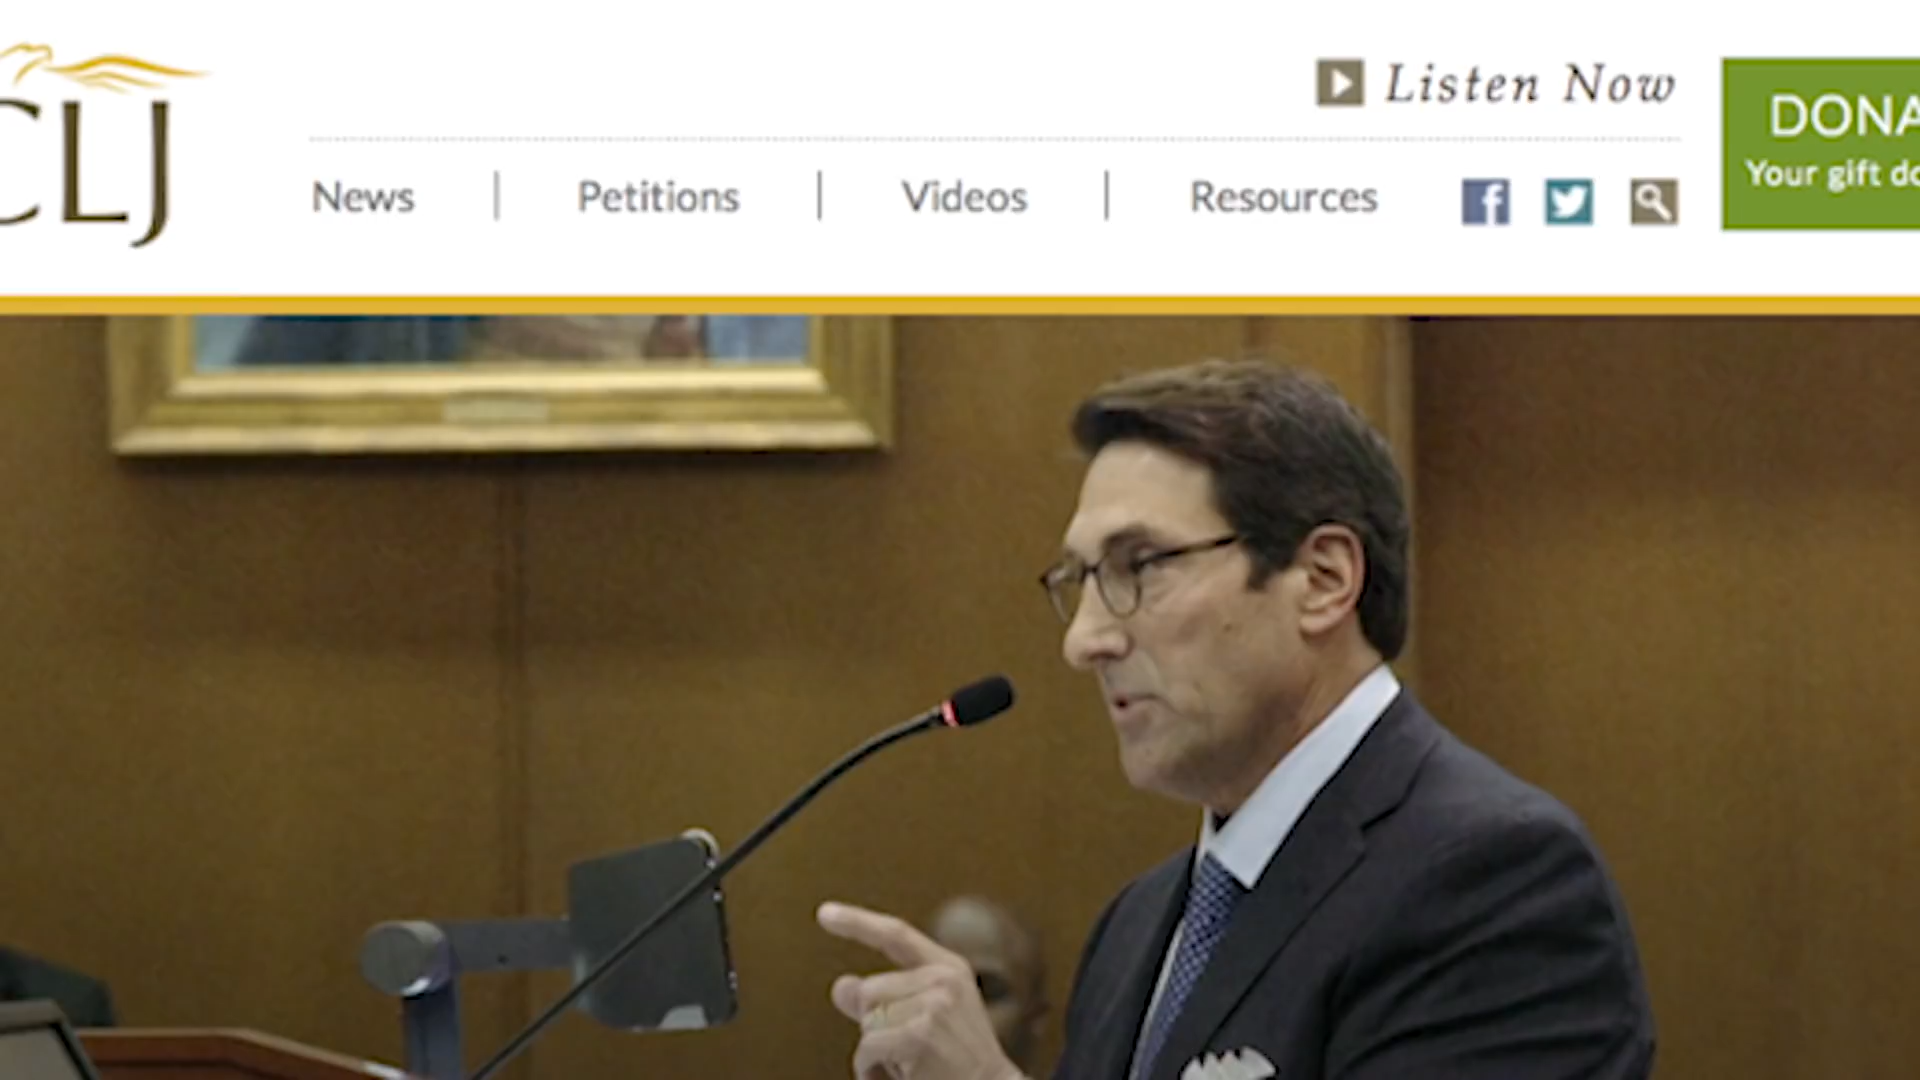 CLJ
Listen Now
DONA
Your gift do
News | Petitions | Videos | Resources